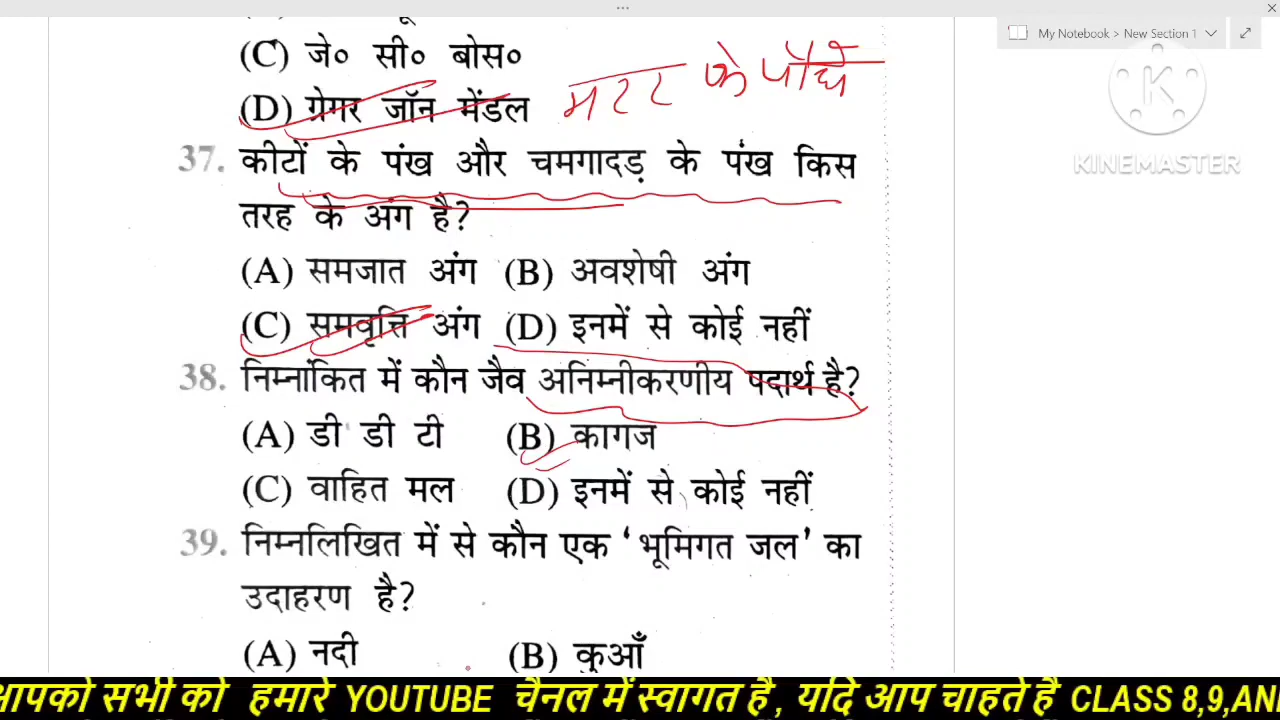 My Notebook > New Section 1
(C) जे० सी० बोस०
मटर के पौधे
(D) ग्रेगर जॉन मेंडल
KINEMASTER
37. कीटों के पंख और चमगादड़ के पंख किस
तरह के अंग है?
(A) समजात अंग (B) अवशेषी अंग
(C) समवृत्ति अंग (D) इनमें से कोई नहीं
38. निम्नांकित में कौन जैव अनिम्नीकरणीय पदार्थ है?
(A) डी डी टी (B) कागज
(C) वाहित मल (D) इनमें से कोई नहीं
39. निम्नलिखित में से कौन एक ‘भूमिगत जल’ का
उदाहरण है?
(A) नदी (B) कुआँ
आपको सभी को हमारे YOUTUBE चैनल में स्वागत है, यदि आप चाहते है CLASS 8,9,AN